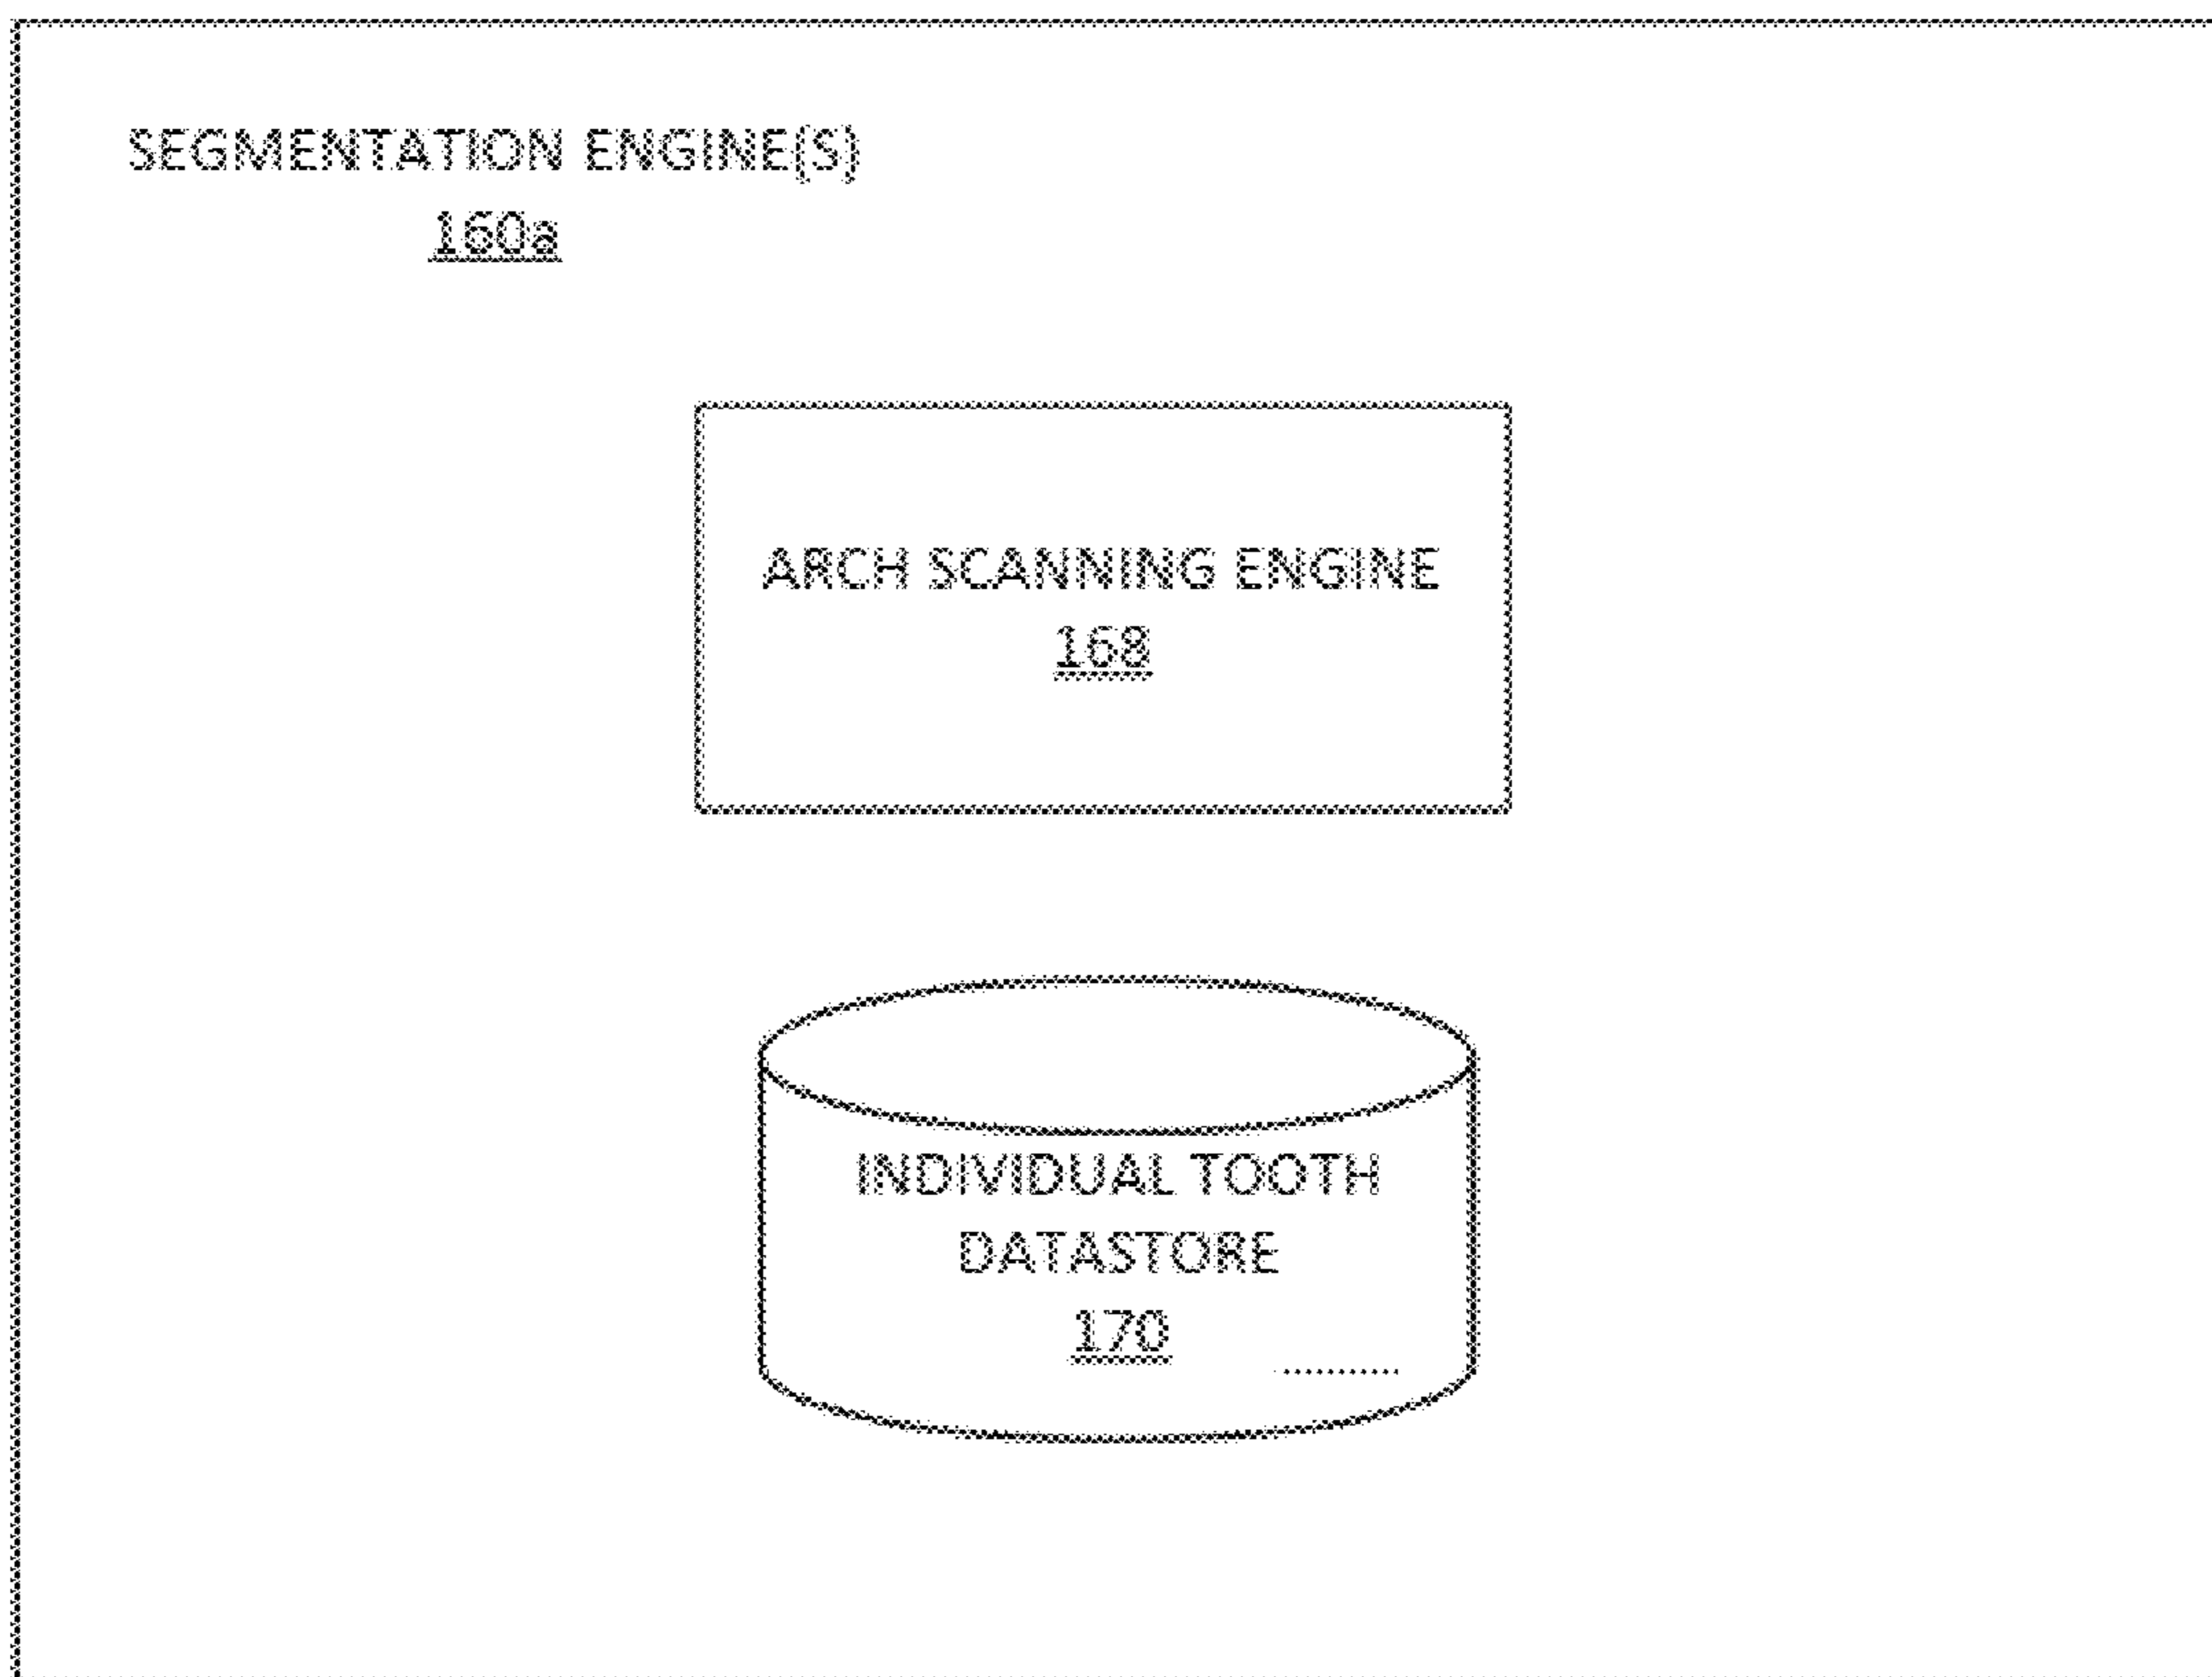 SEGMENTATION ENGINE(S)
160a
ARCH SCANNING ENGINE
168
INDIVIDUAL TOOTH
DATASTORE
170